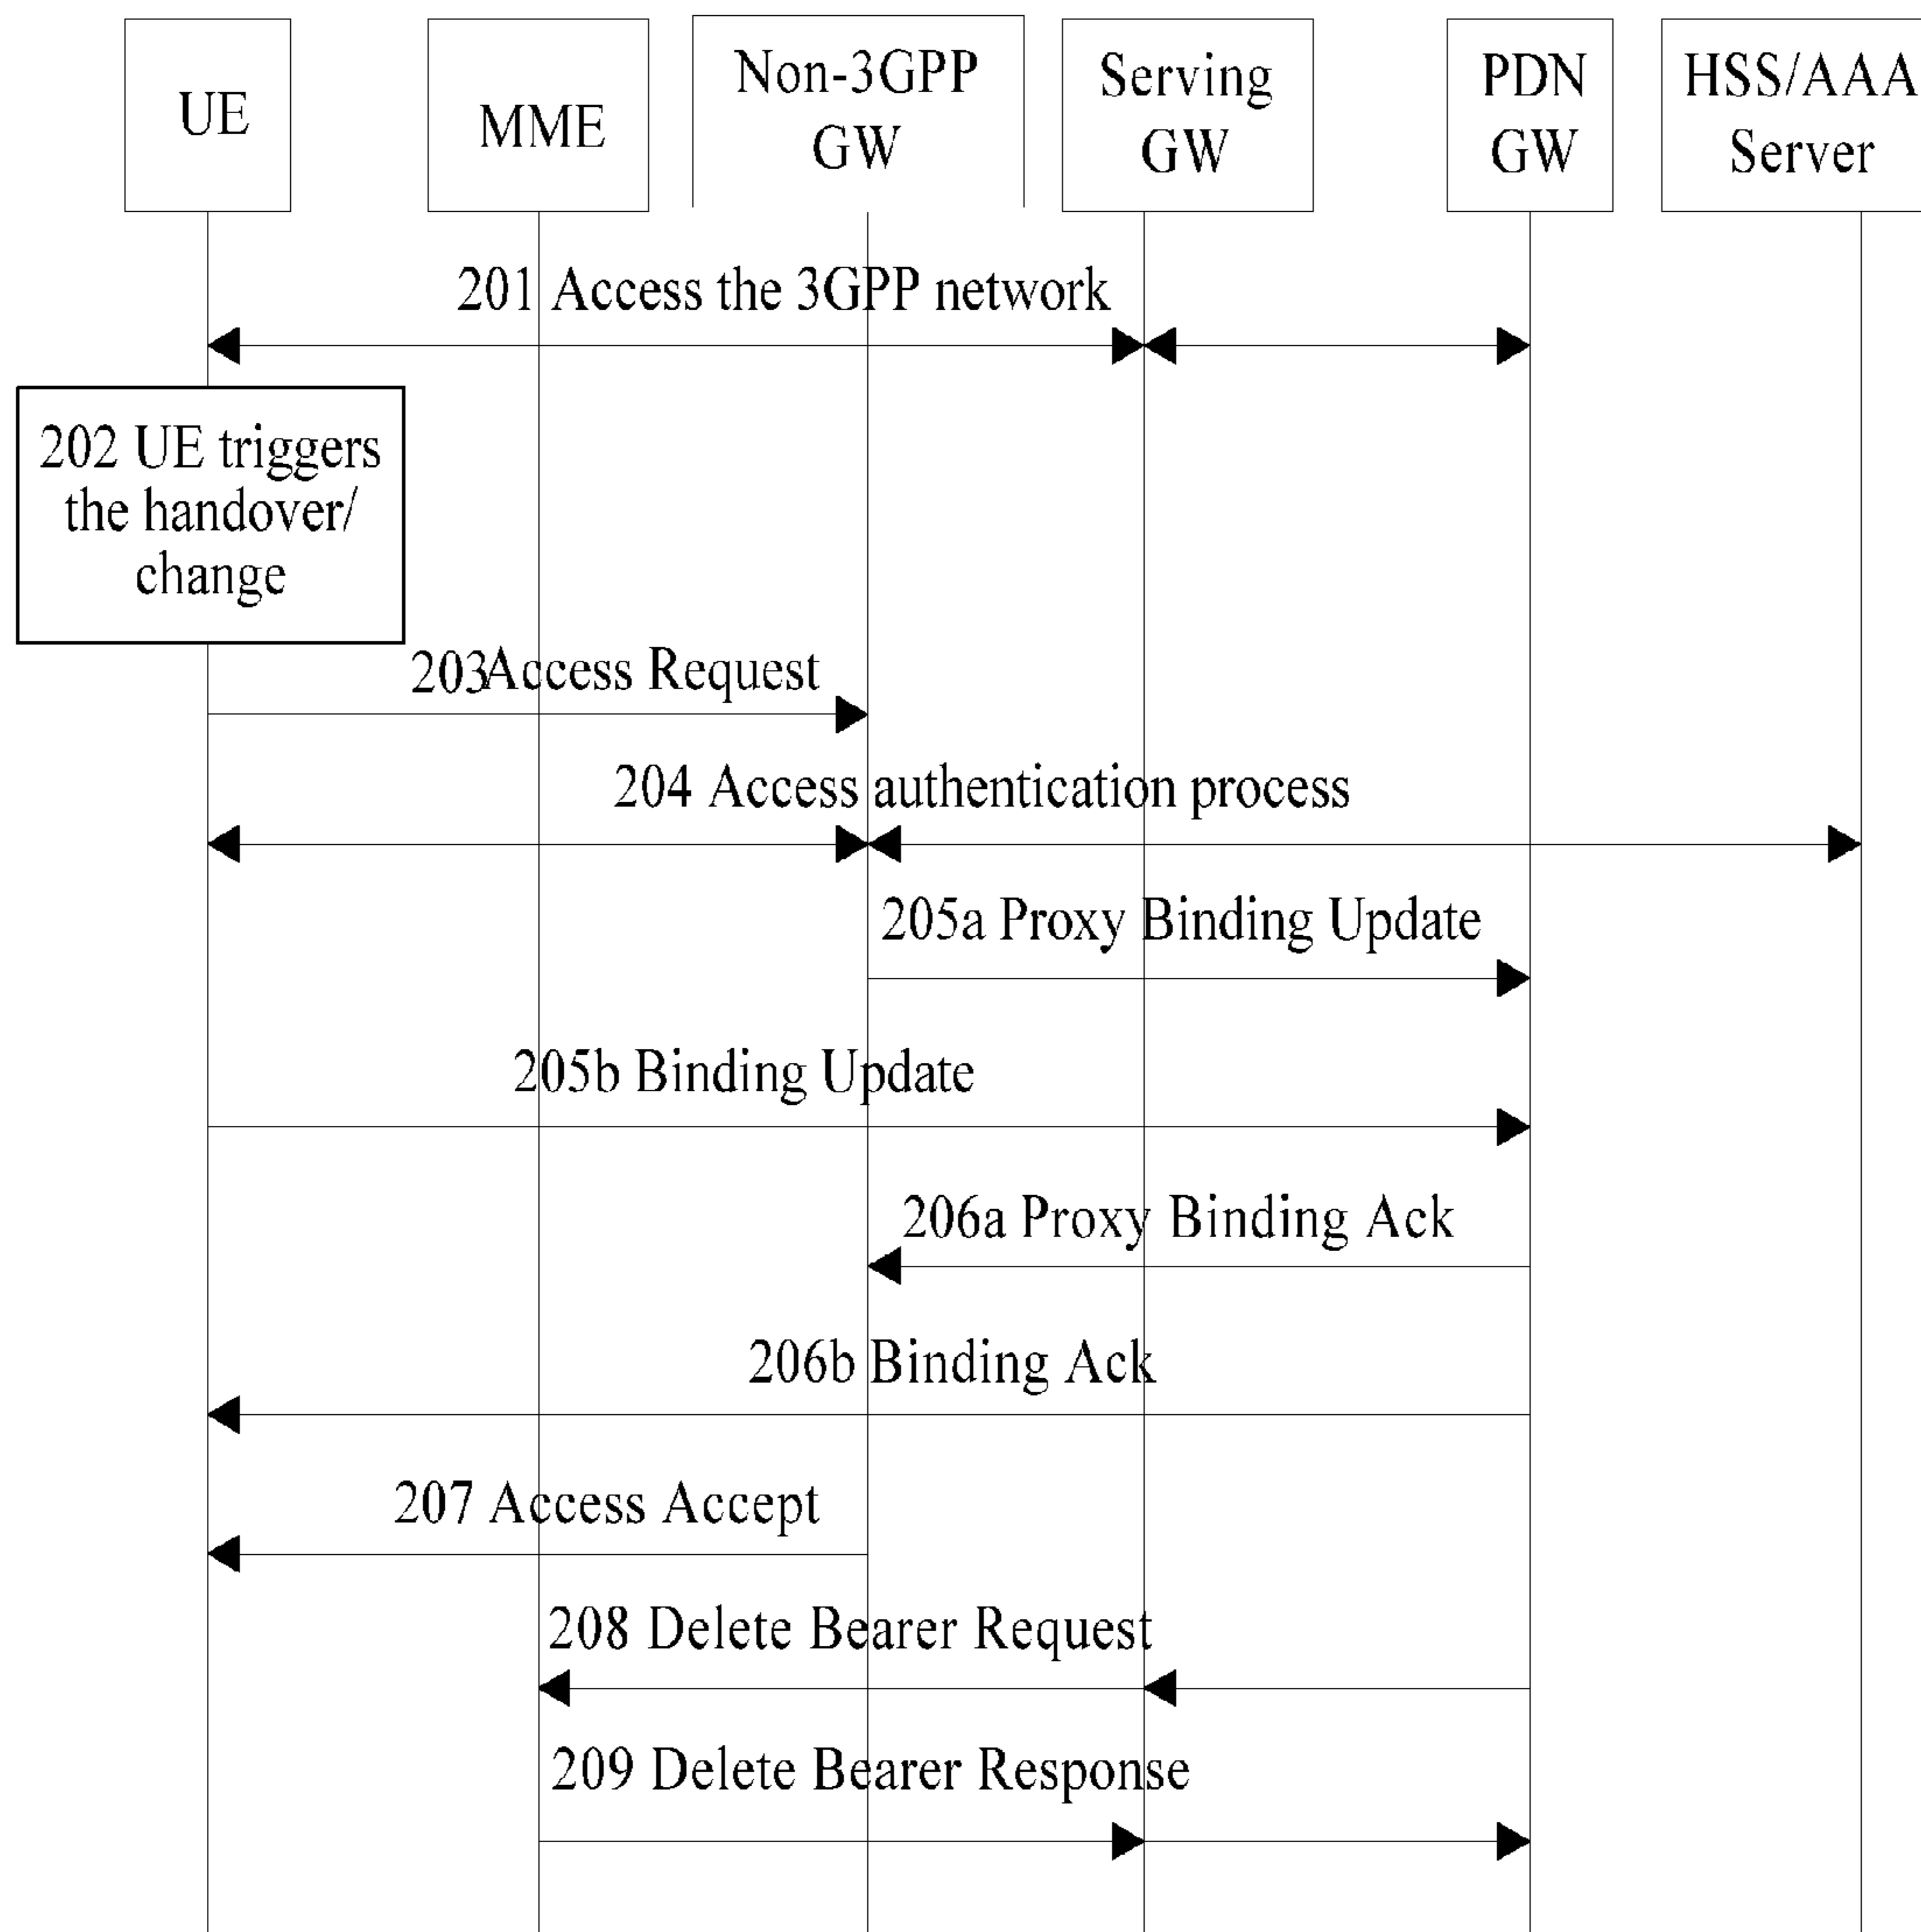 UE
MME
Non-3GPP
GW
Serving
GW
PDN
GW
HSS/AAA
Server
201 Access the 3GPP network
202 UE triggers
the handover/
change
203Access Request
204 Access authentication process
205a Proxy Binding Update
205b Binding Update
206a Proxy Binding Ack
206b Binding Ack
207 Access Accept
208 Delete Bearer Request
209 Delete Bearer Response